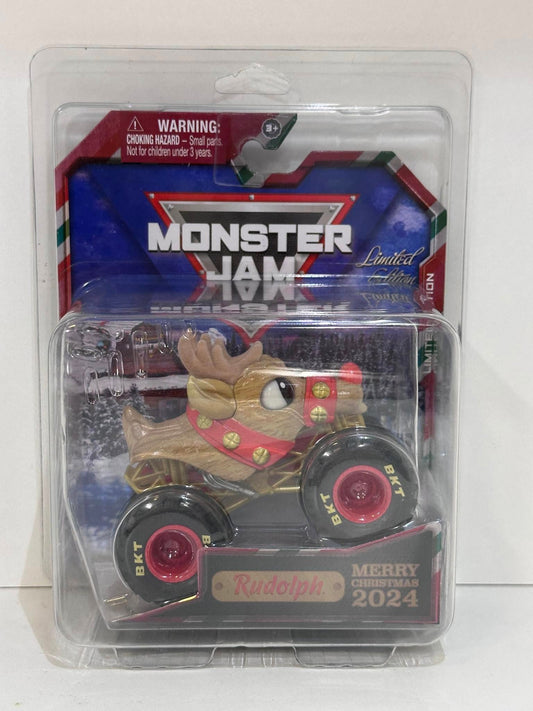 WARNING:
CHOKING HAZARD – Small parts.
Not for children under 3 years.
3+
MONSTER
JAM
Limited
Edition
BKT
BKT
BKT
BKT
B
Rudolph
MERRY
CHRISTMAS
2024